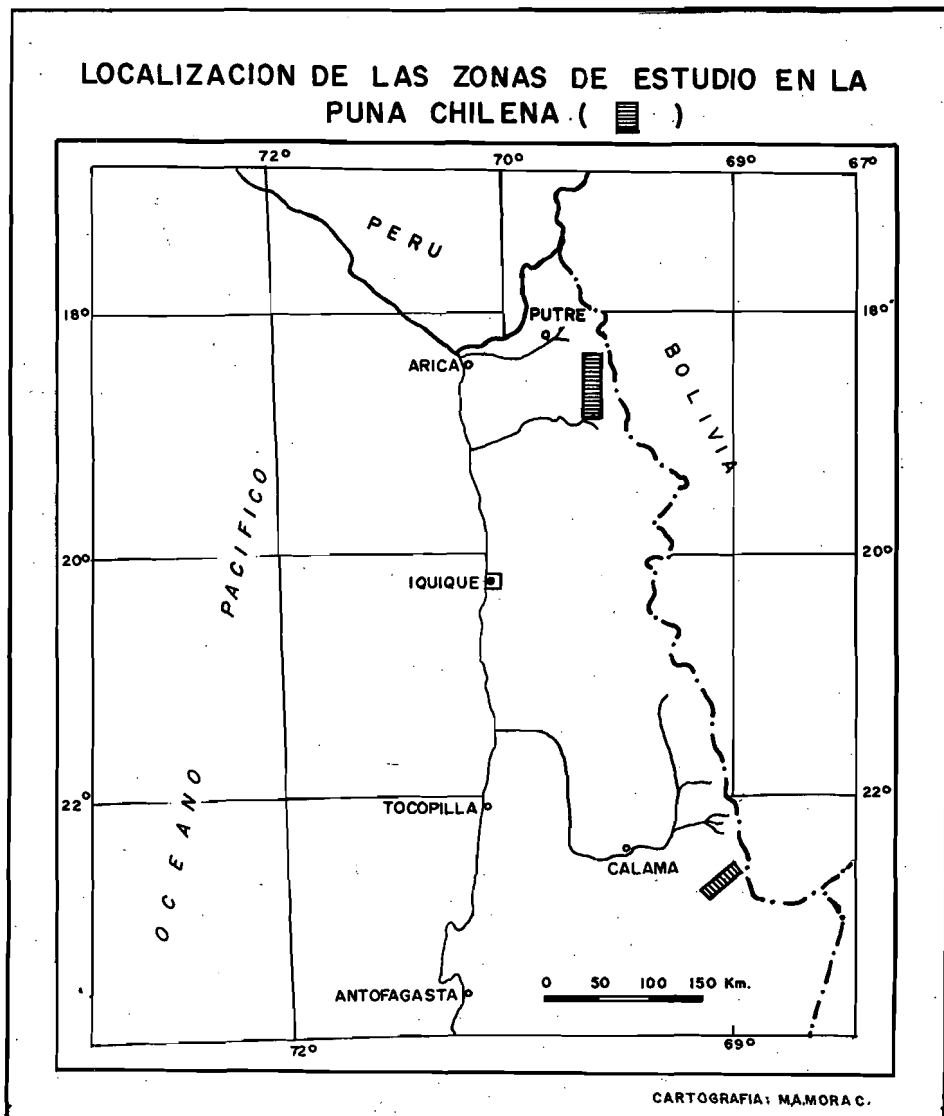 LOCALIZACION DE LAS ZONAS DE ESTUDIO EN LA
PUNA CHILENA ( )
72° 70° 69° 67°
PERU
18° 18°
PUTRE
ARICA
BOLIVIA
OCEANO PACIFICO
20° 20°
IQUIQUE
22° 22°
TOCOPILLA
CALAMA
0 50 100 150 Km.
ANTOFAGASTA
72° 69°
CARTOGRAFIA: M.A.MORA C.